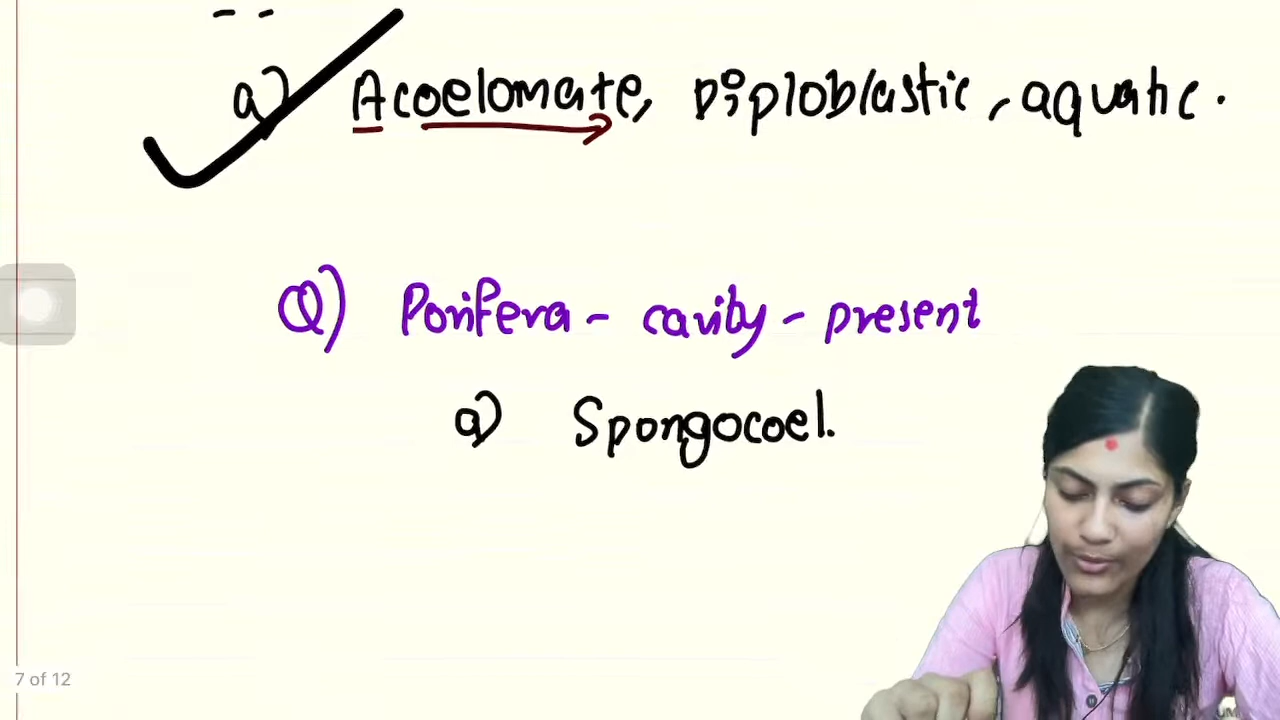 a) Acoelomate, Diploblastic, aquatic.
Q) Porifera - cavity - present
a) Spongocoel.
7 of 12